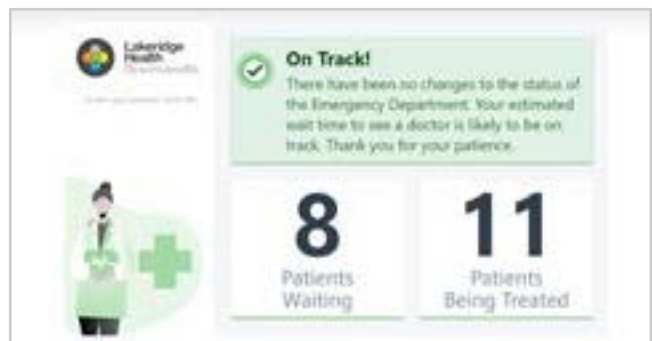 Lakeridge
Health
On Track!
There have been no changes to the status of
the Emergency Department. Your estimated
wait time to see a doctor is likely to be on
track. Thank you for your patience.
8
Patients
Waiting
11
Patients
Being Treated